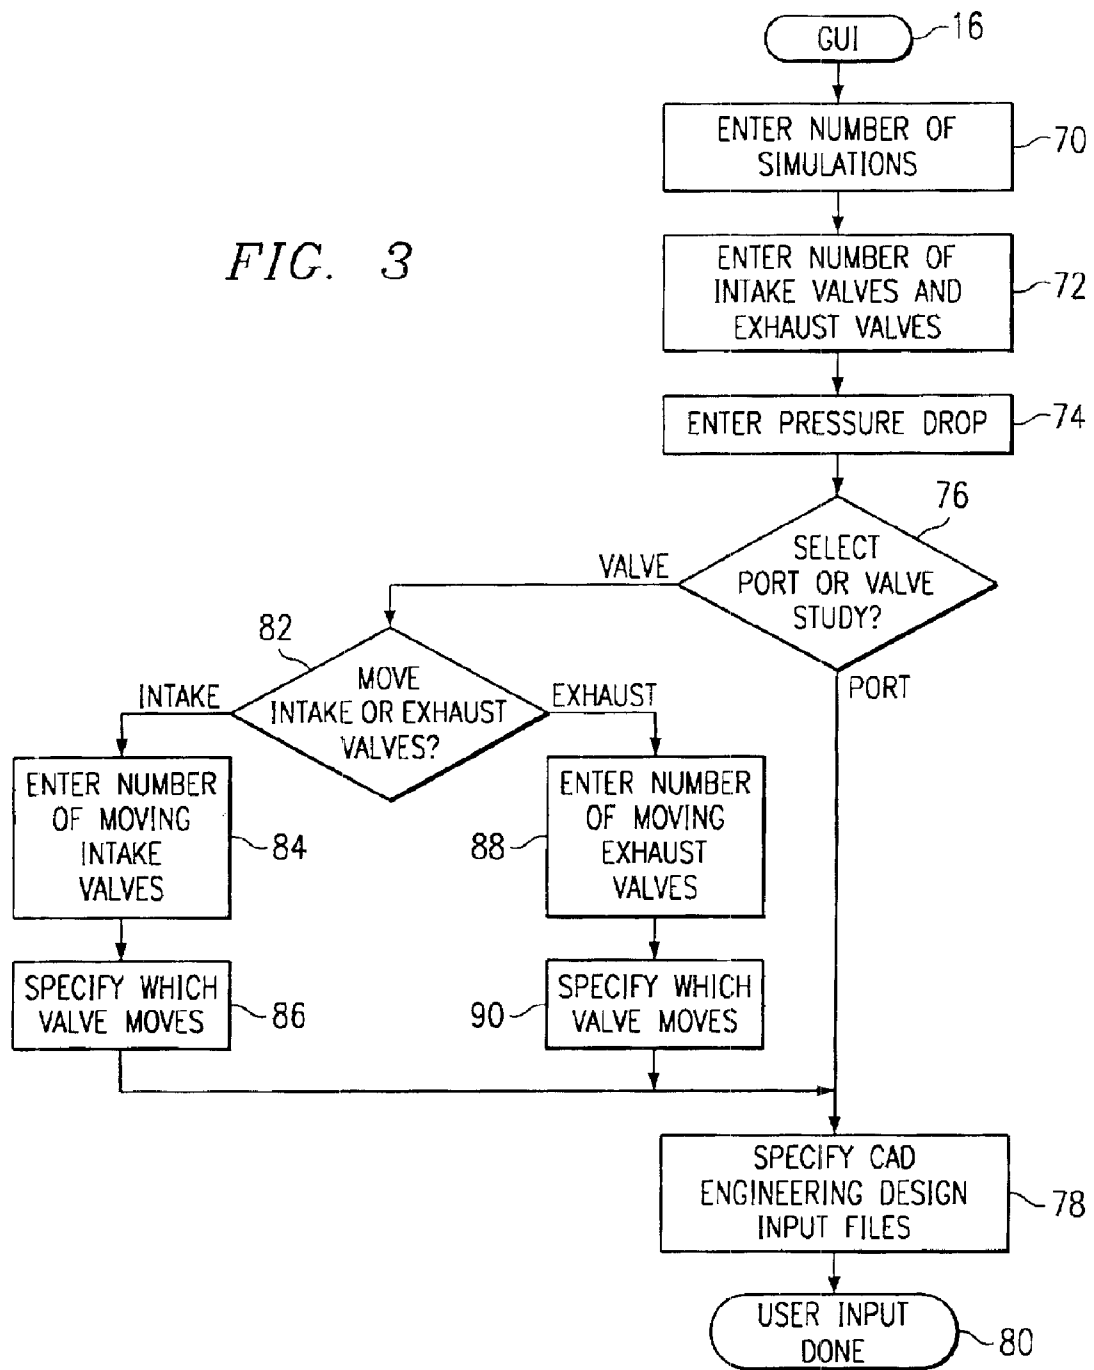 GUI
16
ENTER NUMBER OF
SIMULATIONS
70
FIG. 3
ENTER NUMBER OF
INTAKE VALVES AND
EXHAUST VALVES
72
ENTER PRESSURE DROP
74
76
SELECT
PORT OR VALVE
STUDY?
VALVE
PORT
82
MOVE
INTAKE OR EXHAUST
VALVES?
INTAKE
EXHAUST
ENTER NUMBER
OF MOVING
INTAKE
VALVES
84
88
ENTER NUMBER
OF MOVING
EXHAUST
VALVES
SPECIFY WHICH
VALVE MOVES
86
90
SPECIFY WHICH
VALVE MOVES
SPECIFY CAD
ENGINEERING DESIGN
INPUT FILES
78
USER INPUT
DONE
80